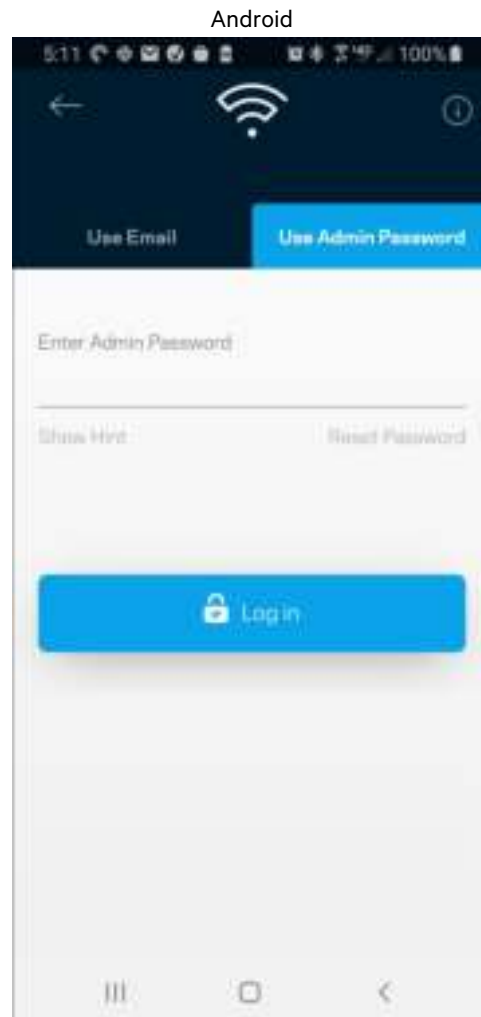 Android
5:11 100%
Use Email Use Admin Password
Enter Admin Password
Show Hint Reset Password
Log in